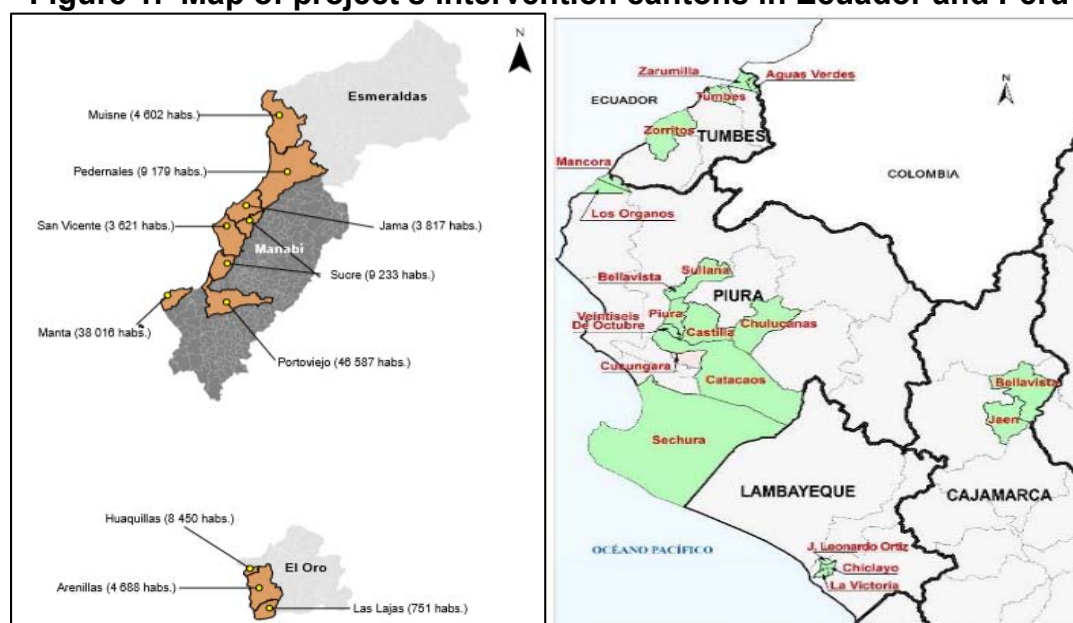 Figure 1. Map of project's intervention cantons in Ecuador and Peru
N
Esmeraldas
Muisne (4 602 habs.)
Pedernales (9 179 habs.)
San Vicente (3 621 habs.)
Jama (3 817 habs.)
Manabí
Sucre (9 233 habs.)
Manta (38 016 habs.)
Portoviejo (46 587 habs.)
Huaquillas (8 450 habs.)
El Oro
Arenillas (4 688 habs.)
Las Lajas (751 habs.)
Zarumilla
Aguas Verdes
N
ECUADOR
Tumbes
Zorritos
TUMBES
Mancora
COLOMBIA
Los Organos
Sullana
Bellavista
PIURA
Veintiseis
De Octubre
Piura
Castilla
Chulucanas
Cucungara
Catacaos
Bellavista
Jaen
Sechura
LAMBAYEQUE
CAJAMARCA
OCÉANO PACÍFICO
J. Leonardo Ortiz
Chiclayo
La Victoria